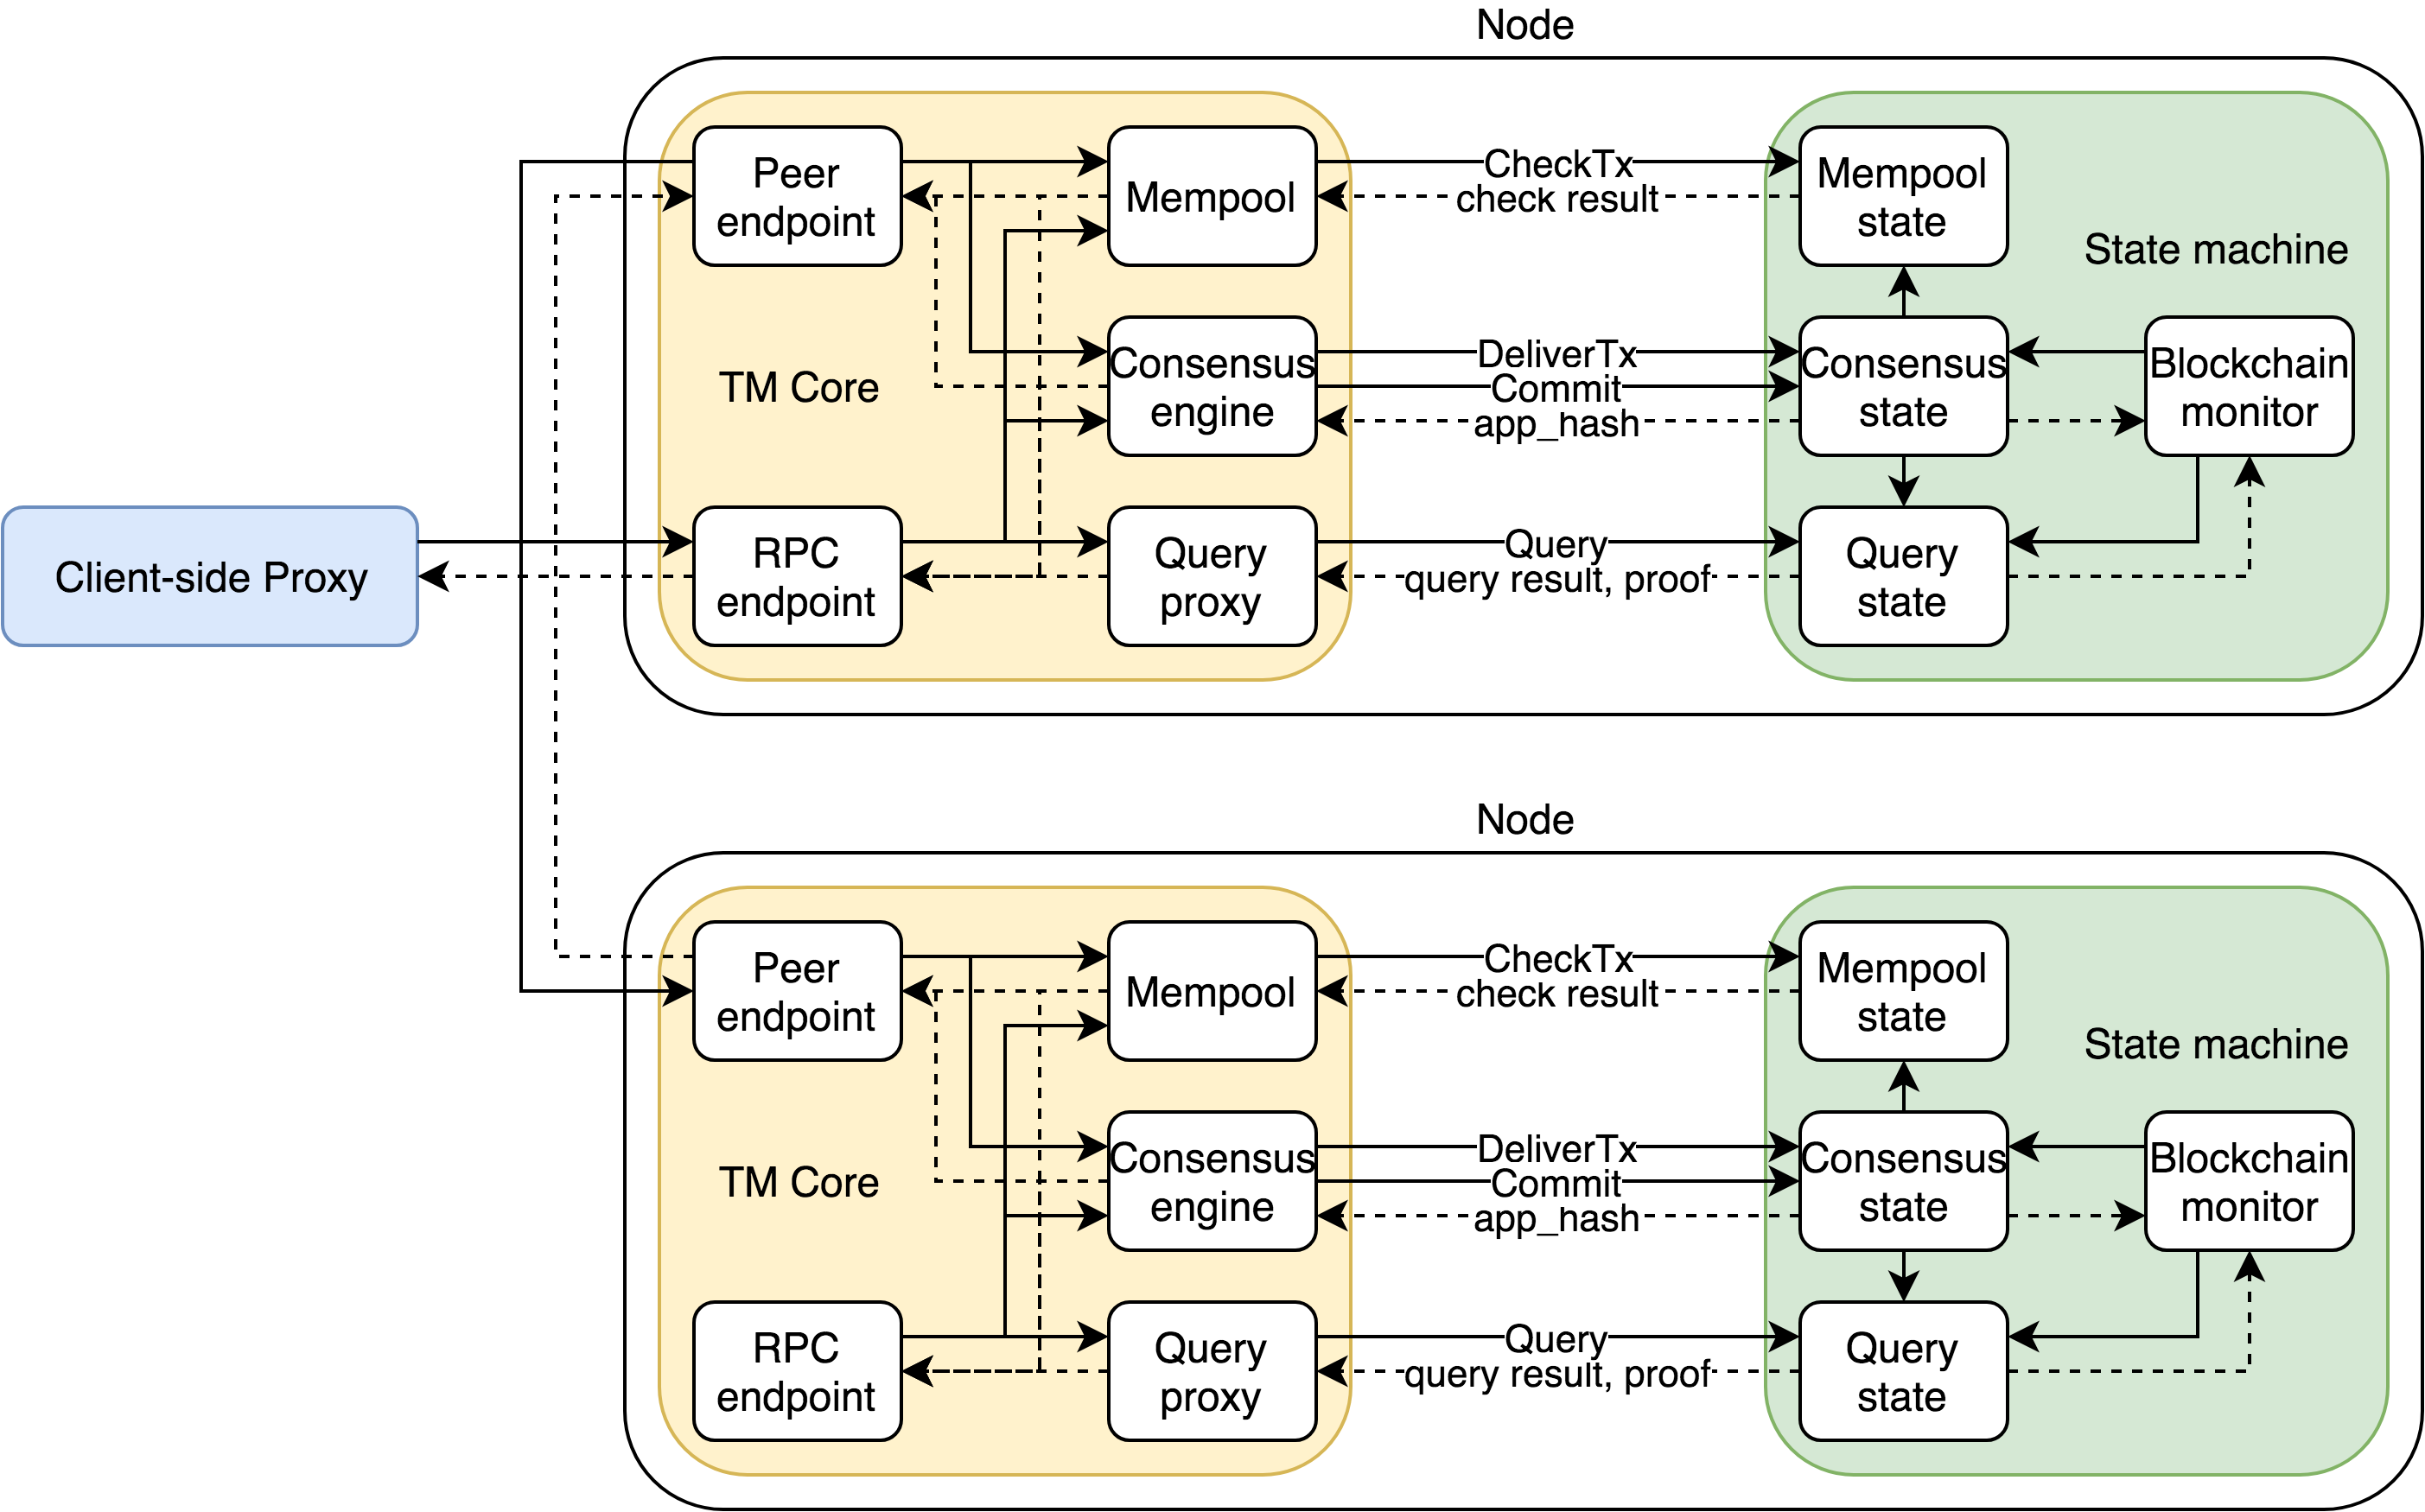 Node
Peer
endpoint
Mempool
CheckTx
check result
Mempool
state
State machine
TM Core
Consensus
engine
DeliverTx
Commit
app_hash
Consensus
state
Blockchain
monitor
Client-side Proxy
RPC
endpoint
Query
proxy
Query
query result, proof
Query
state
Node
Peer
endpoint
Mempool
CheckTx
check result
Mempool
state
State machine
TM Core
Consensus
engine
DeliverTx
Commit
app_hash
Consensus
state
Blockchain
monitor
RPC
endpoint
Query
proxy
Query
query result, proof
Query
state